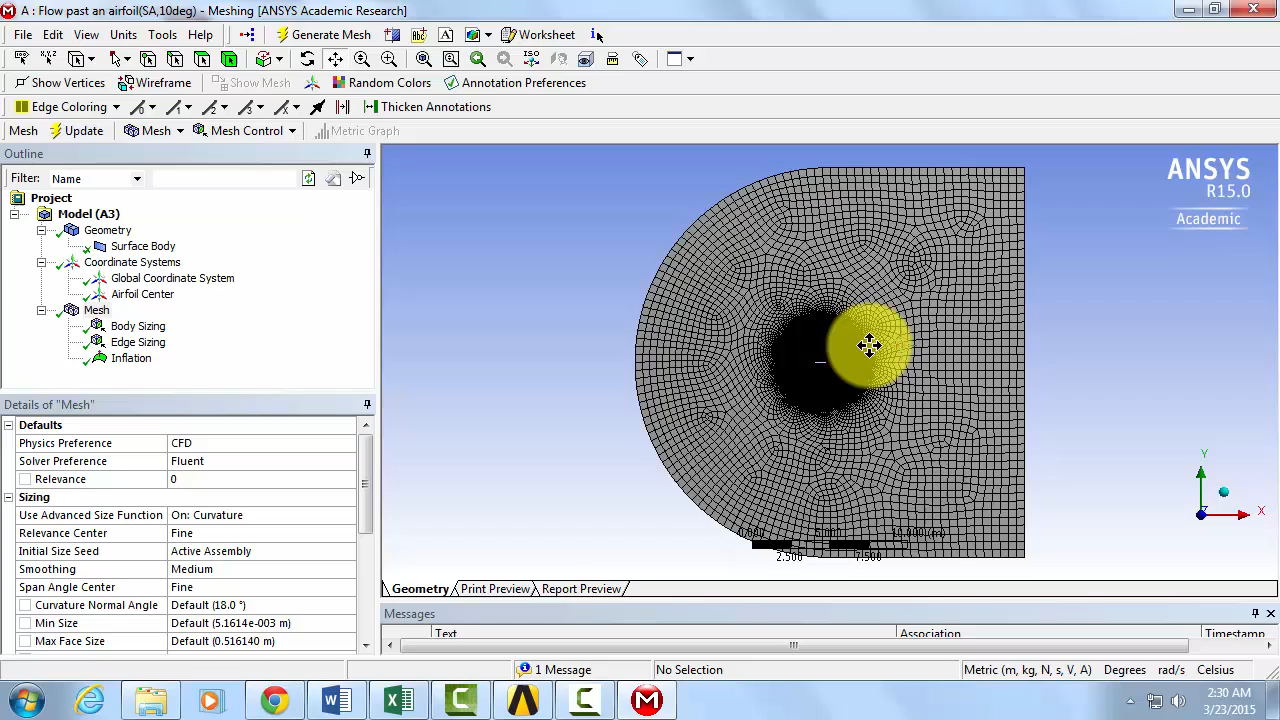 A : Flow past an airfoil(SA,10deg) - Meshing [ANSYS Academic Research]
File Edit View Units Tools Help Generate Mesh Worksheet
Show Vertices Wireframe Show Mesh Random Colors Annotation Preferences
Edge Coloring Thicken Annotations
Mesh Update Mesh Mesh Control Metric Graph
Outline
Filter: Name
Project
Model (A3)
Geometry
Surface Body
Coordinate Systems
Global Coordinate System
Airfoil Center
Mesh
Body Sizing
Edge Sizing
Inflation
Details of "Mesh"
Defaults
Physics Preference CFD
Solver Preference Fluent
Relevance 0
Sizing
Use Advanced Size Function On: Curvature
Relevance Center Fine
Initial Size Seed Active Assembly
Smoothing Medium
Span Angle Center Fine
Curvature Normal Angle Default (18.0 °)
Min Size Default (5.1614e-003 m)
Max Face Size Default (0.516140 m)
ANSYS
R15.0
Academic
10.000 (m)
2.500 7.500
Y
X
Geometry Print Preview Report Preview
Messages
Text Association Timestamp
1 Message No Selection Metric (m, kg, N, s, V, A) Degrees rad/s Celsius
2:30 AM
3/23/2015